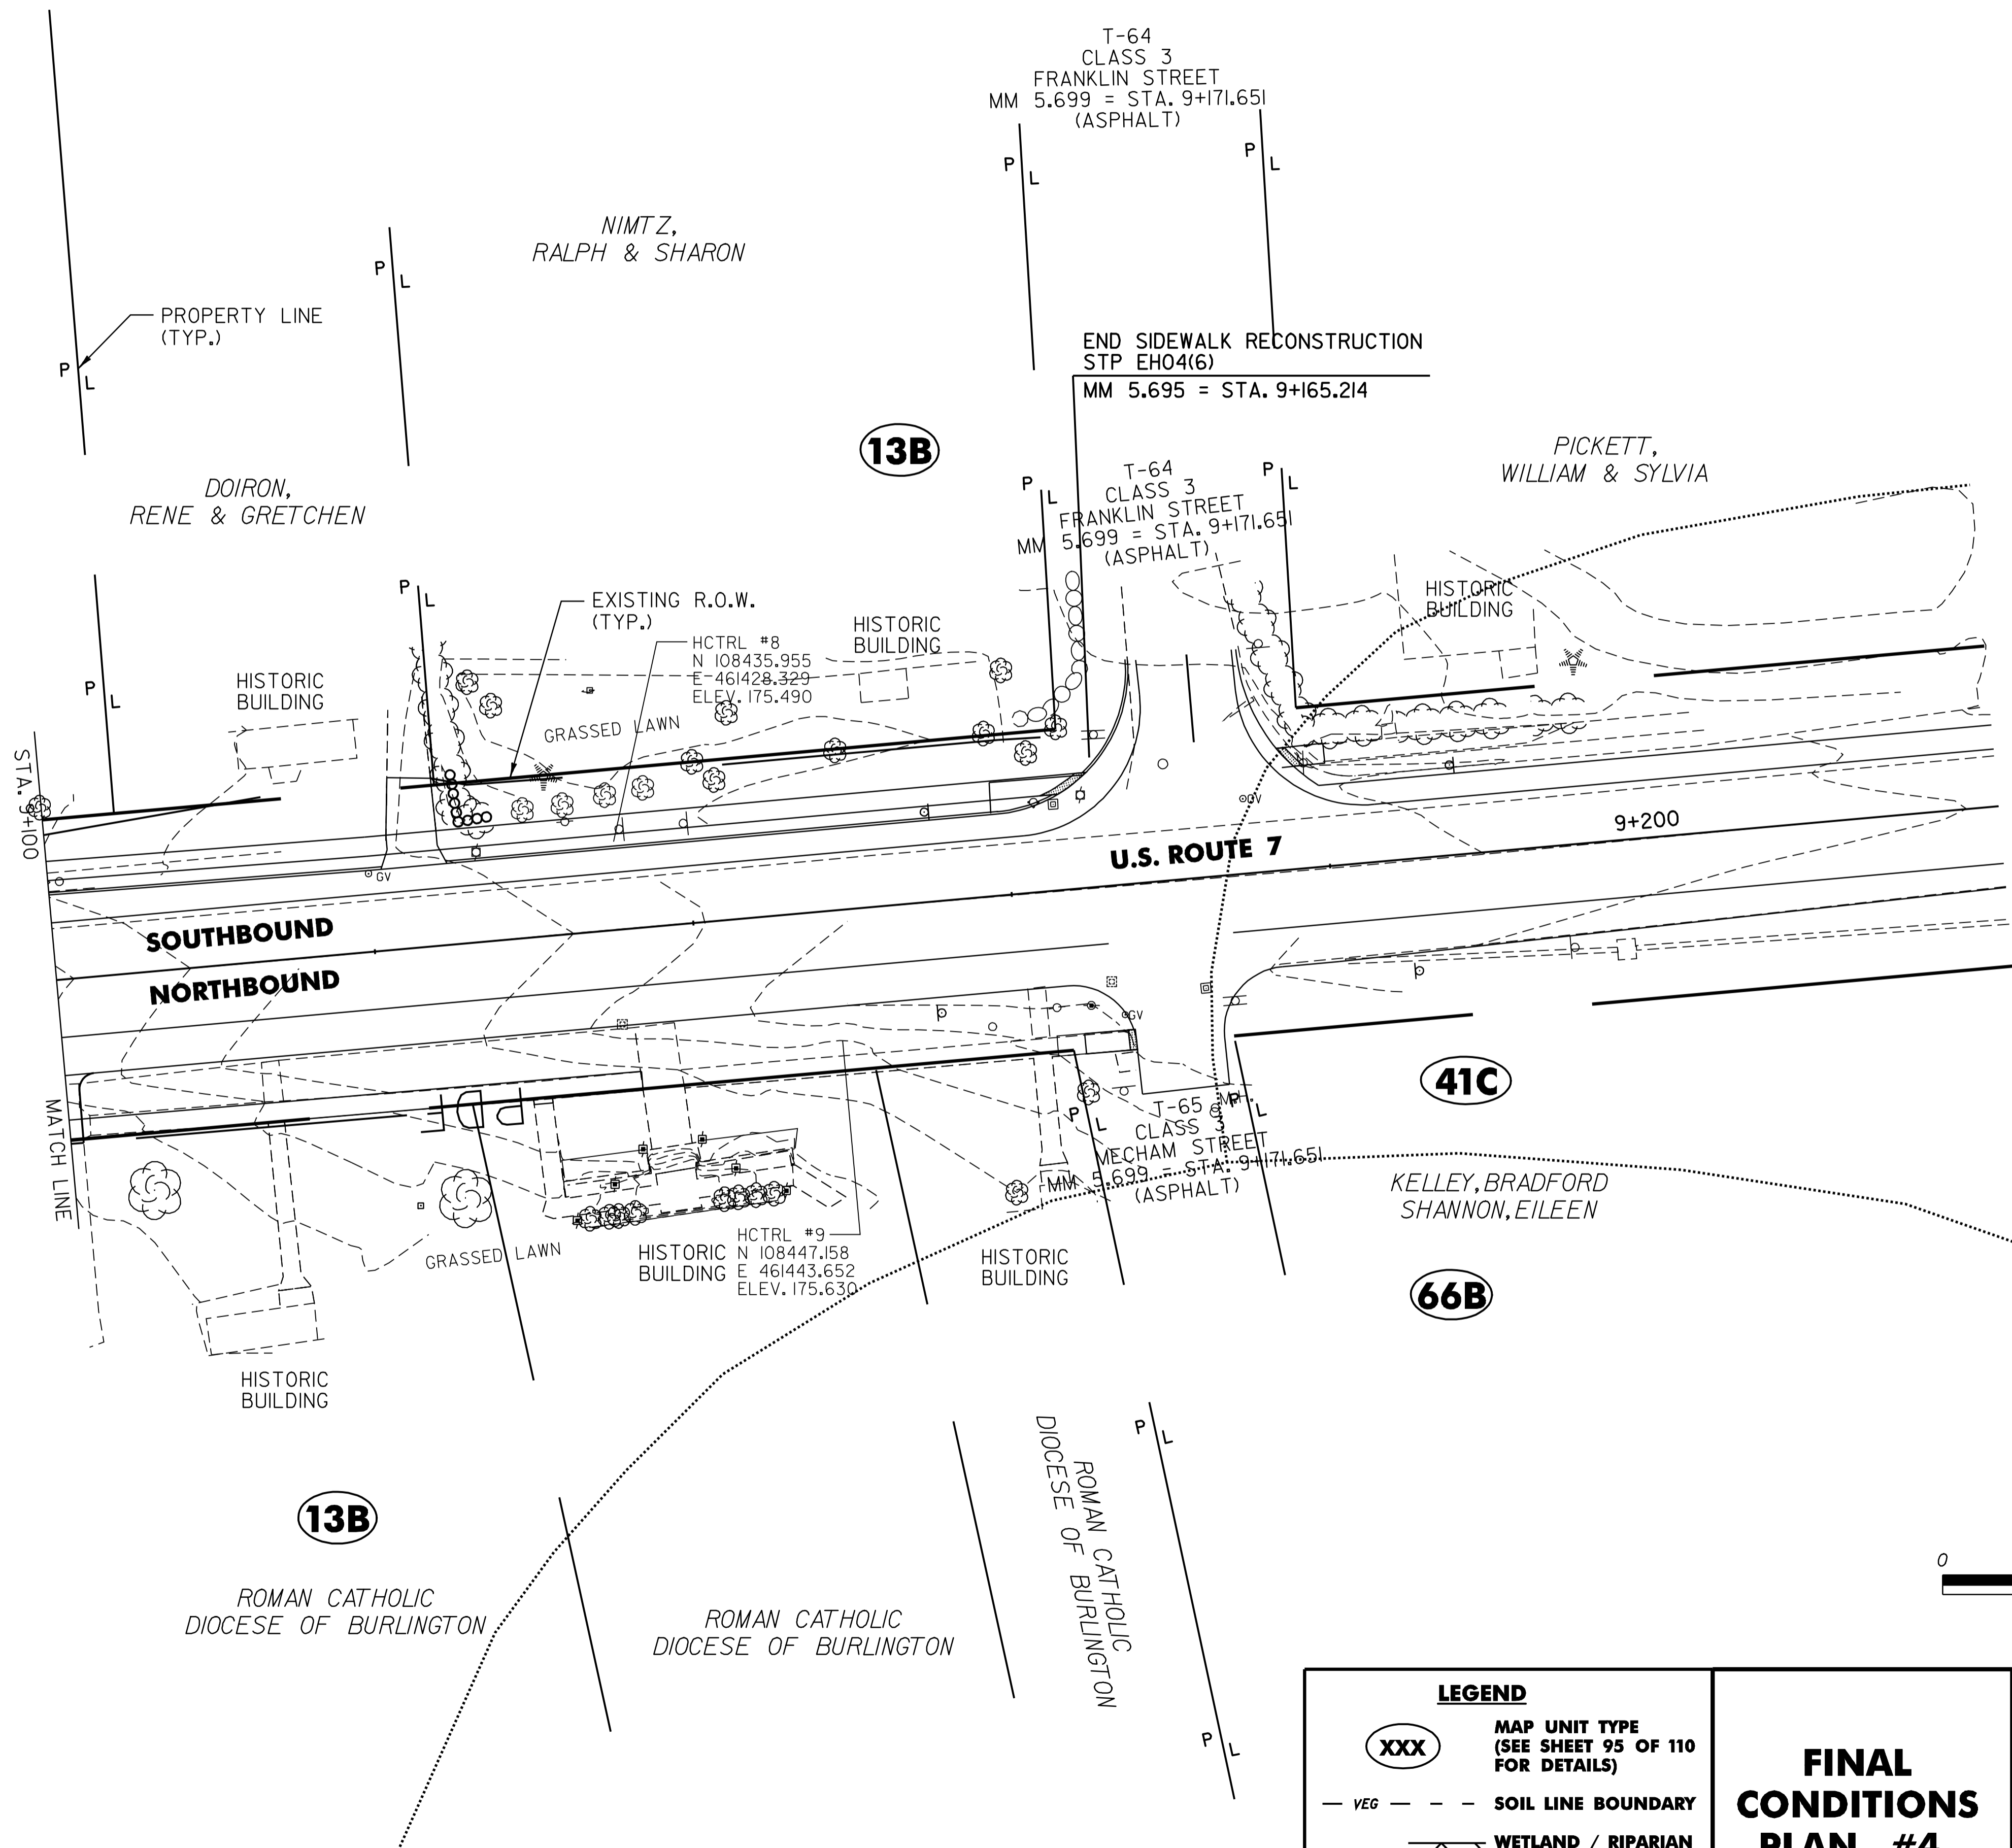 T-64
CLASS 3
FRANKLIN STREET
MM 5.699 = STA. 9+171.651
(ASPHALT)
P L
P L
NIMTZ,
RALPH & SHARON
P L
PROPERTY LINE
(TYP.)
P L
END SIDEWALK RECONSTRUCTION
STP EH04(6)
MM 5.695 = STA. 9+165.214
13B
PICKETT,
WILLIAM & SYLVIA
DOIRON,
RENE & GRETCHEN
P L
P L
T-64
CLASS 3
FRANKLIN STREET
MM 5.699 = STA. 9+171.651
(ASPHALT)
P L
EXISTING R.O.W.
(TYP.)
HISTORIC
BUILDING
HISTORIC
BUILDING
HCTRL #8
N 108435.955
E 461428.329
ELEV. 175.490
P L
HISTORIC
BUILDING
GRASSED LAWN
STA. 9+100
GV
GV
9+200
U.S. ROUTE 7
SOUTHBOUND
NORTHBOUND
GV
41C
MATCH LINE
PDF
P L
P L
MH.
T-65
CLASS 3
MECHAM STREET
MM 5.699 = STA. 9+171.651
(ASPHALT)
KELLEY, BRADFORD
SHANNON, EILEEN
GRASSED LAWN
HISTORIC
BUILDING
HCTRL #9
N 108447.158
E 461443.652
ELEV. 175.630
HISTORIC
BUILDING
66B
HISTORIC
BUILDING
P L
13B
ROMAN CATHOLIC
DIOCESE OF BURLINGTON
ROMAN CATHOLIC
DIOCESE OF BURLINGTON
ROMAN CATHOLIC
DIOCESE OF BURLINGTON
P L
0
LEGEND
XXX
MAP UNIT TYPE
(SEE SHEET 95 OF 110
FOR DETAILS)
VEG
SOIL LINE BOUNDARY
WETLAND / RIPARIAN
FINAL
CONDITIONS
PLAN #4